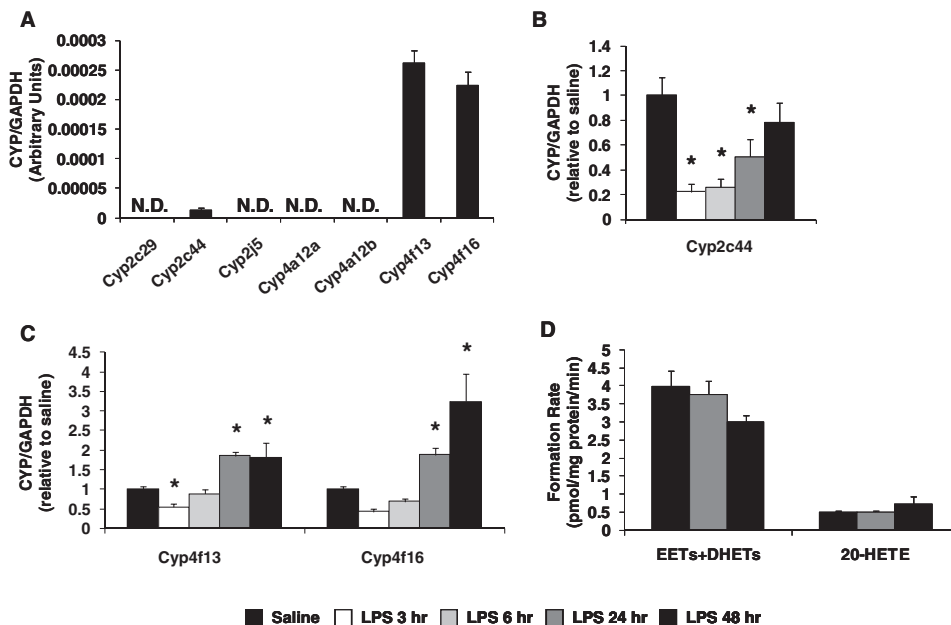 A
CYP/GAPDH
(Arbitrary Units)
0.0003
0.00025
0.0002
0.00015
0.0001
0.00005
0
N.D.
N.D.
N.D.
N.D.
Cyp2c29
Cyp2c44
Cyp2j5
Cyp4a12a
Cyp4a12b
Cyp4f13
Cyp4f16
B
CYP/GAPDH
(relative to saline)
1.4
1.2
1
0.8
0.6
0.4
0.2
0
* * *
Cyp2c44
C
CYP/GAPDH
(relative to saline)
4.5
4
3.5
3
2.5
2
1.5
1
0.5
0
* * * * *
Cyp4f13 Cyp4f16
D
Formation Rate
(pmol/mg protein/min)
5
4.5
4
3.5
3
2.5
2
1.5
1
0.5
0
EETs+DHETs 20-HETE
Saline LPS 3 hr LPS 6 hr LPS 24 hr LPS 48 hr